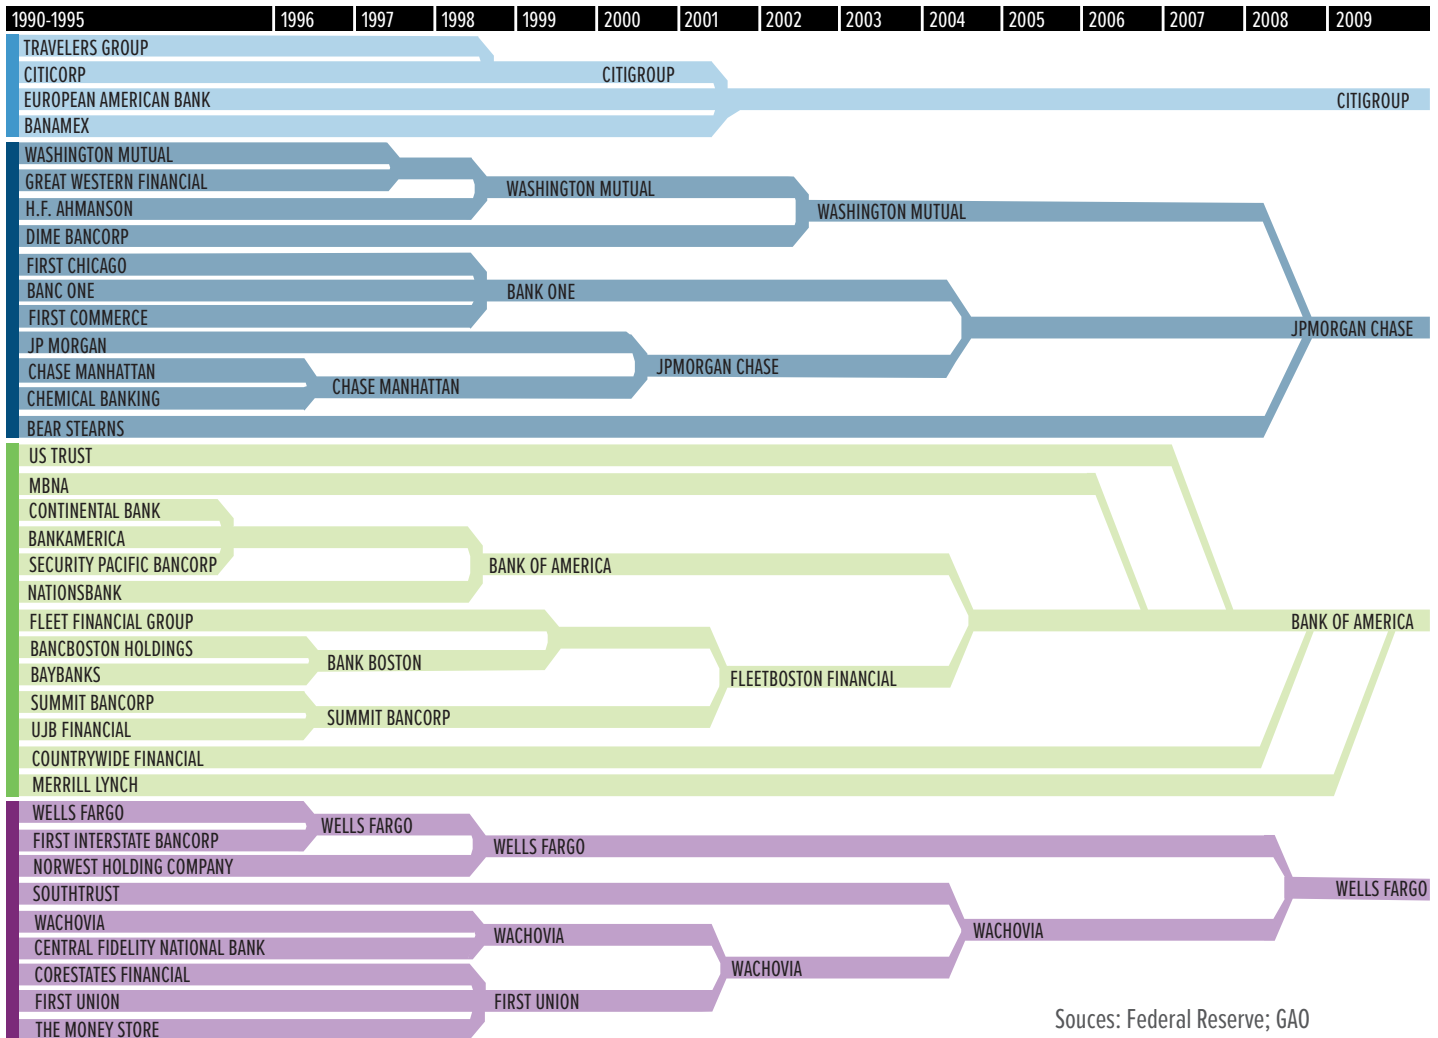 1990-1995 1996 1997 1998 1999 2000 2001 2002 2003 2004 2005 2006 2007 2008 2009
TRAVELERS GROUP
CITICORP CITIGROUP
EUROPEAN AMERICAN BANK CITIGROUP
BANAMEX
WASHINGTON MUTUAL
GREAT WESTERN FINANCIAL
WASHINGTON MUTUAL
H.F. AHMANSON
WASHINGTON MUTUAL
DIME BANCORP
FIRST CHICAGO
BANC ONE BANK ONE
FIRST COMMERCE
JPMORGAN CHASE
JP MORGAN
JPMORGAN CHASE
CHASE MANHATTAN
CHASE MANHATTAN
CHEMICAL BANKING
BEAR STEARNS
US TRUST
MBNA
CONTINENTAL BANK
BANKAMERICA
SECURITY PACIFIC BANCORP BANK OF AMERICA
NATIONSBANK
FLEET FINANCIAL GROUP BANK OF AMERICA
BANCBOSTON HOLDINGS
BANK BOSTON
BAYBANKS
FLEETBOSTON FINANCIAL
SUMMIT BANCORP
SUMMIT BANCORP
UJB FINANCIAL
COUNTRYWIDE FINANCIAL
MERRILL LYNCH
WELLS FARGO
WELLS FARGO
FIRST INTERSTATE BANCORP
WELLS FARGO
NORWEST HOLDING COMPANY
WELLS FARGO
SOUTHTRUST
WACHOVIA
WACHOVIA
WACHOVIA
CENTRAL FIDELITY NATIONAL BANK
WACHOVIA
CORESTATES FINANCIAL
FIRST UNION FIRST UNION
Souces: Federal Reserve; GAO
THE MONEY STORE